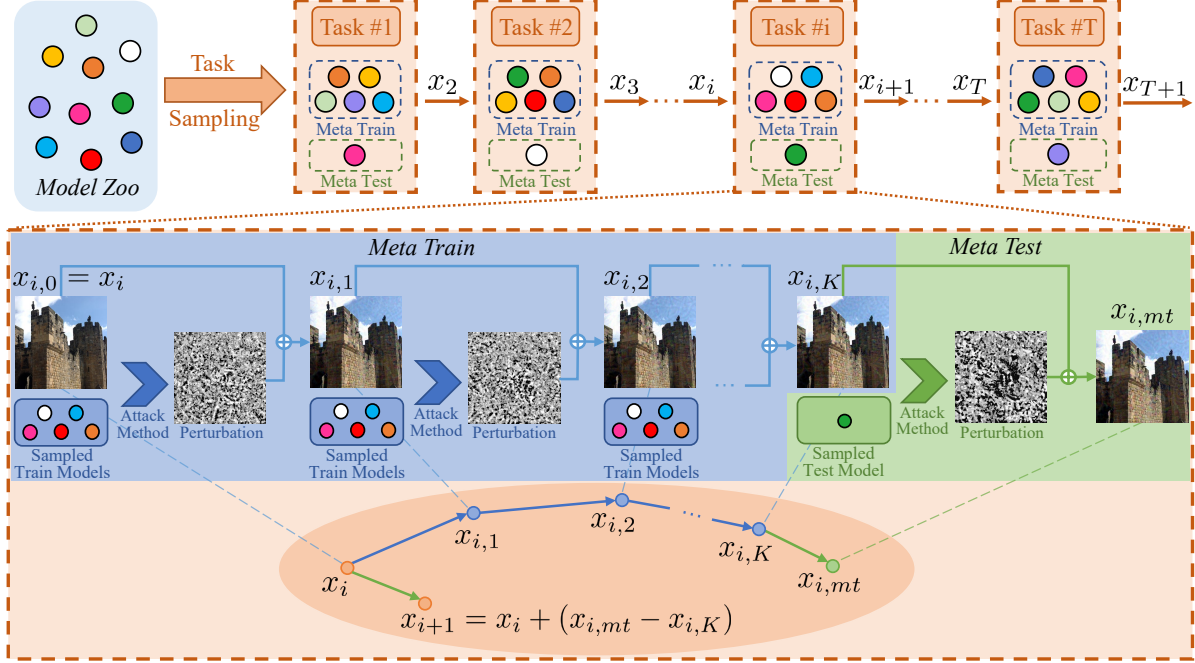 Model Zoo
Task
Sampling
Task #1
Meta Train
Meta Test
x_2
Task #2
Meta Train
Meta Test
x_3
...
x_i
Task #i
Meta Train
Meta Test
x_{i+1}
...
x_T
Task #T
Meta Train
Meta Test
x_{T+1}
Meta Train
Meta Test
x_{i,0} = x_i
x_{i,1}
x_{i,2}
...
x_{i,K}
x_{i,mt}
...
Attack
Method
Perturbation
Sampled
Train Models
Attack
Method
Perturbation
Sampled
Train Models
Sampled
Train Models
Sampled
Test Model
Attack
Method
Perturbation
x_i
x_{i,1}
x_{i,2}
...
x_{i,K}
x_{i,mt}
x_{i+1} = x_i + (x_{i,mt} − x_{i,K})